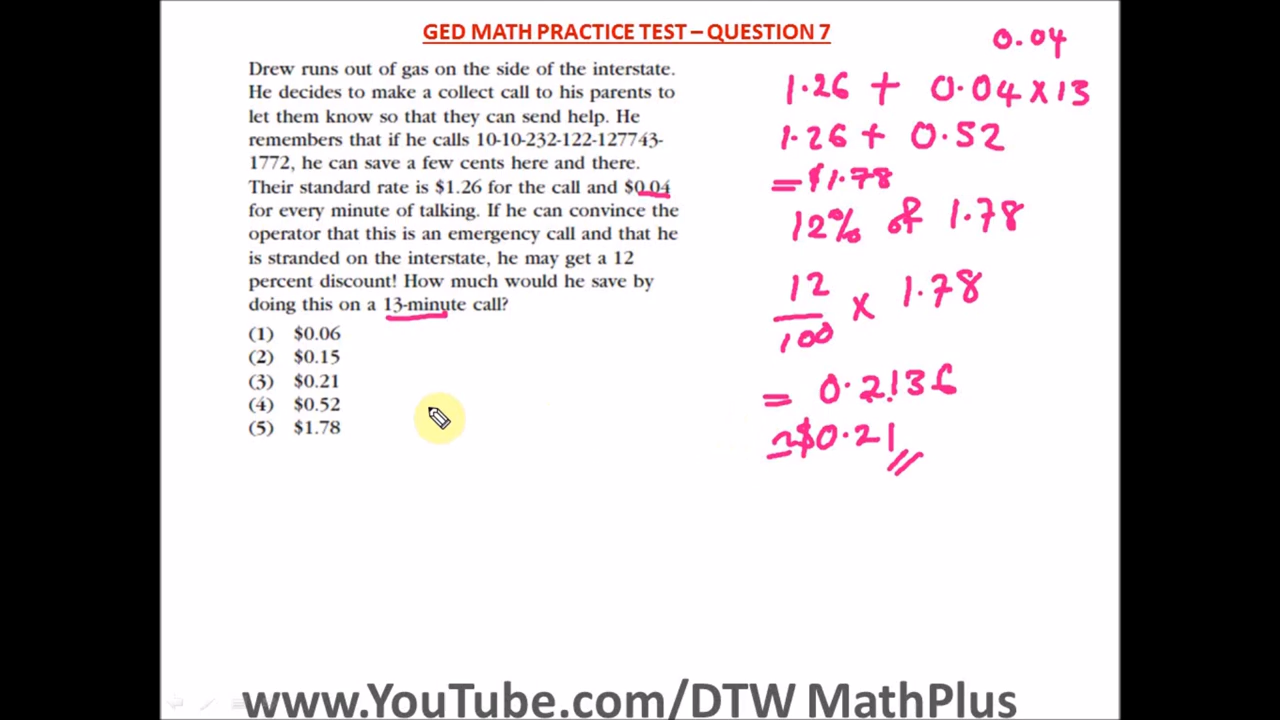 GED MATH PRACTICE TEST – QUESTION 7
Drew runs out of gas on the side of the interstate.
He decides to make a collect call to his parents to
let them know so that they can send help. He
remembers that if he calls 10-10-232-122-127743-
1772, he can save a few cents here and there.
Their standard rate is $1.26 for the call and $0.04
for every minute of talking. If he can convince the
operator that this is an emergency call and that he
is stranded on the interstate, he may get a 12
percent discount! How much would he save by
doing this on a 13-minute call?
(1) $0.06
(2) $0.15
(3) $0.21
(4) $0.52
(5) $1.78
0.04
1.26 + 0.04 x 13
1.26 + 0.52
= $1.78
12% of 1.78
12
100
x 1.78
= 0.2136
≃$0.21
www.YouTube.com/DTW MathPlus